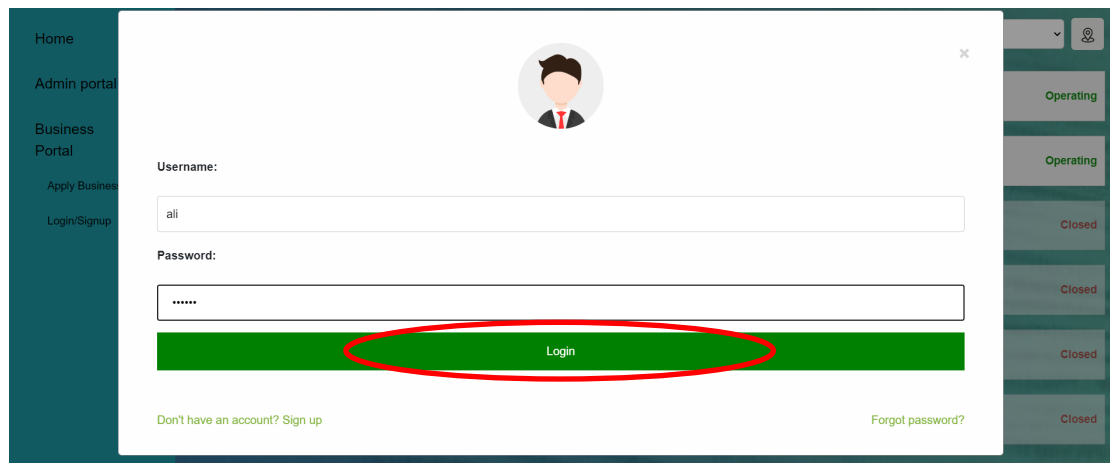 Home
Admin portal
Business
Portal
Apply Business
Login/Signup
×
Username:
ali
Password:
••••••
Login
Don't have an account? Sign up
Forgot password?
Operating
Operating
Closed
Closed
Closed
Closed